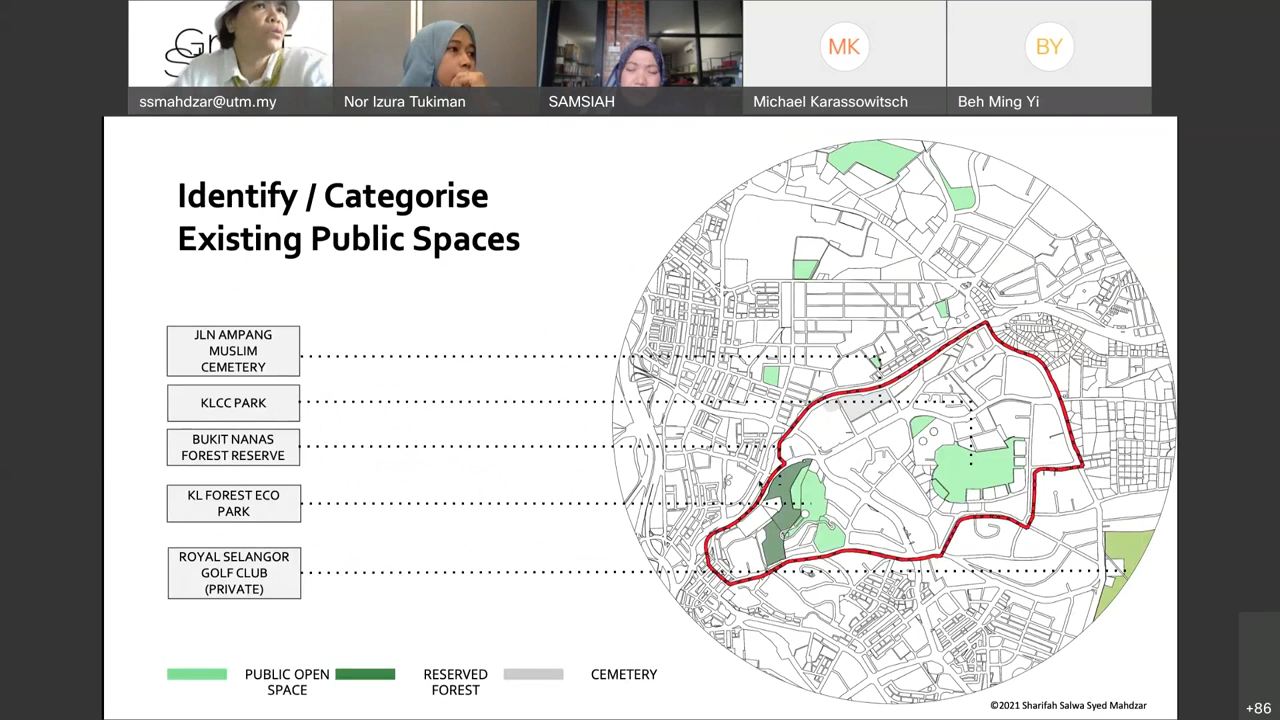 ssmahdzar@utm.my
Nor Izura Tukiman
SAMSIAH
MK
Michael Karassowitsch
BY
Beh Ming Yi
Identify / Categorise
Existing Public Spaces
JLN AMPANG
MUSLIM
CEMETERY
KLCC PARK
BUKIT NANAS
FOREST RESERVE
KL FOREST ECO
PARK
ROYAL SELANGOR
GOLF CLUB
(PRIVATE)
PUBLIC OPEN
SPACE
RESERVED
FOREST
CEMETERY
©2021 Sharifah Salwa Syed Mahdzar
+86